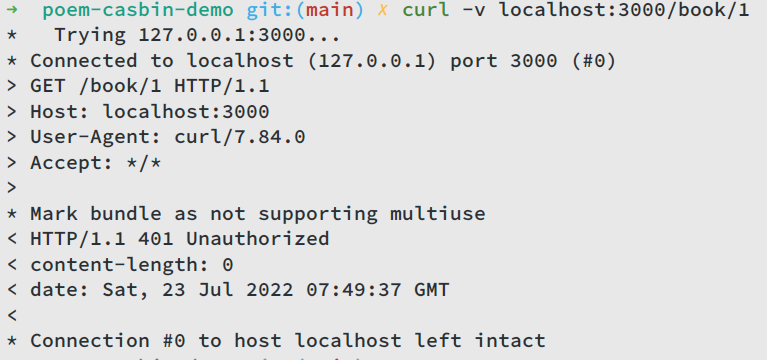 → poem-casbin-demo git:(main) ✗ curl -v localhost:3000/book/1
*   Trying 127.0.0.1:3000...
* Connected to localhost (127.0.0.1) port 3000 (#0)
> GET /book/1 HTTP/1.1
> Host: localhost:3000
> User-Agent: curl/7.84.0
> Accept: */*
>
* Mark bundle as not supporting multiuse
< HTTP/1.1 401 Unauthorized
< content-length: 0
< date: Sat, 23 Jul 2022 07:49:37 GMT
<
* Connection #0 to host localhost left intact